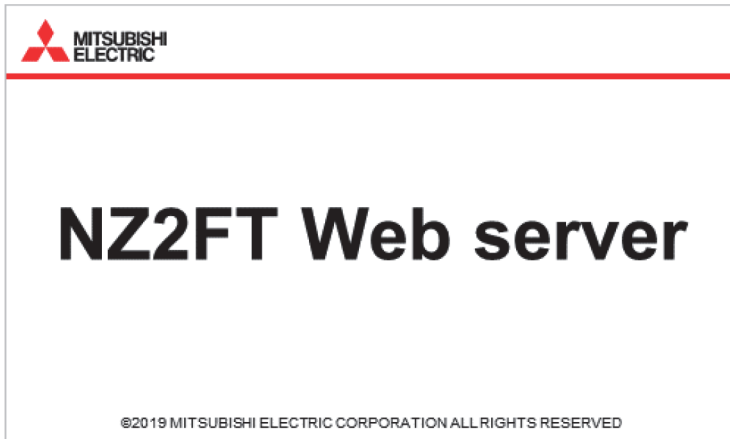 MITSUBISHI
ELECTRIC
NZ2FT Web server
©2019 MITSUBISHI ELECTRIC CORPORATION ALL RIGHTS RESERVED